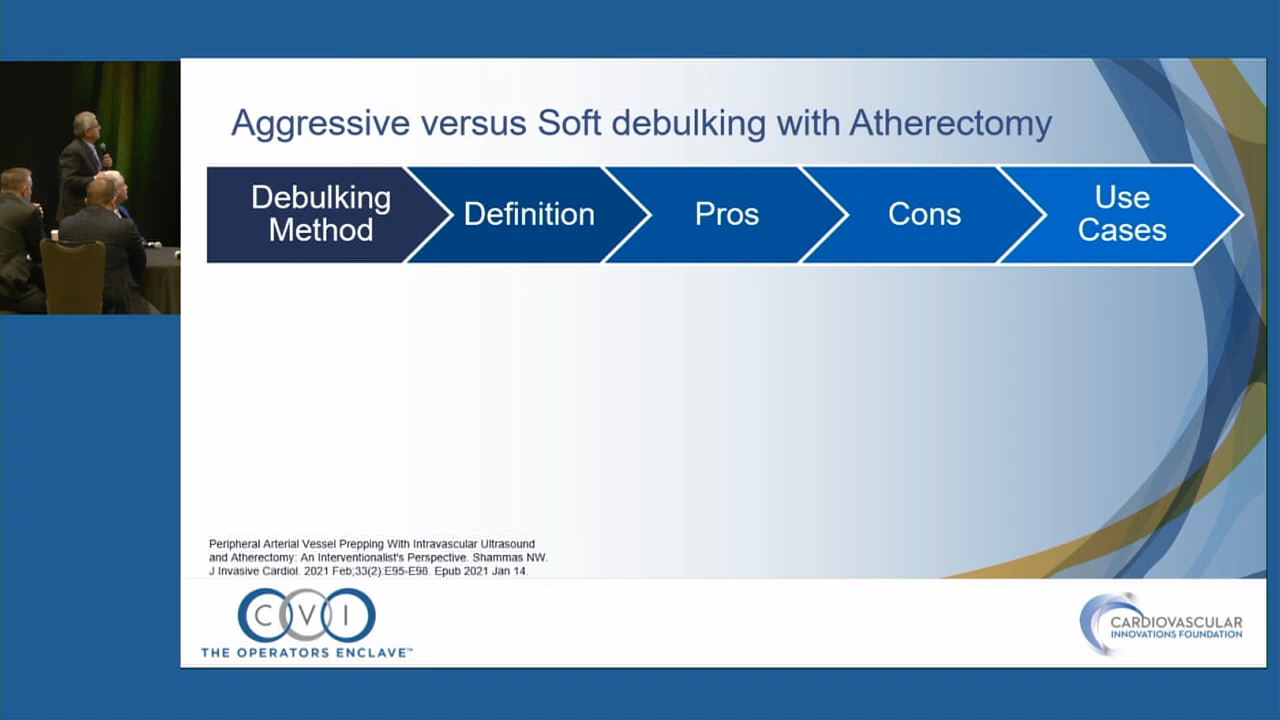 Aggressive versus Soft debulking with Atherectomy
Debulking
Method
Definition
Pros
Cons
Use
Cases
Peripheral Arterial Vessel Prepping With Intravascular Ultrasound
and Atherectomy: An Interventionalist's Perspective. Shammas NW.
J Invasive Cardiol. 2021 Feb;33(2):E95-E98. Epub 2021 Jan 14.
CVI
THE OPERATORS ENCLAVE™
CARDIOVASCULAR
INNOVATIONS FOUNDATION